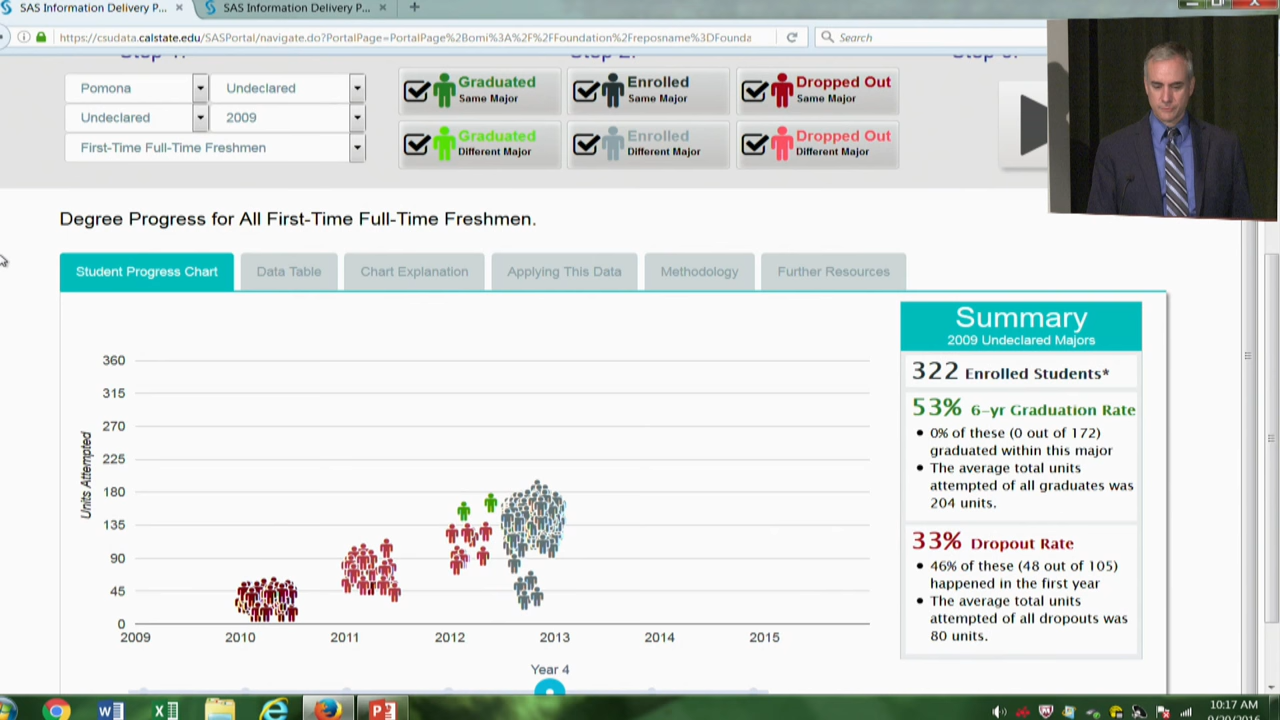 SAS Information Delivery P...
SAS Information Delivery P...
https://csudata.calstate.edu/SASPortal/navigate.do?PortalPage=PortalPage%2Bomi%3A%2F%2FFoundation%2Freposname%3DFounda
Search
Pomona
Undeclared
Undeclared
2009
First-Time Full-Time Freshmen
Graduated
Same Major
Enrolled
Same Major
Dropped Out
Same Major
Graduated
Different Major
Enrolled
Different Major
Dropped Out
Different Major
Degree Progress for All First-Time Full-Time Freshmen.
Student Progress Chart
Data Table
Chart Explanation
Applying This Data
Methodology
Further Resources
Units Attempted
360
315
270
225
180
135
90
45
0
2009
2010
2011
2012
2013
2014
2015
Year 4
Summary
2009 Undeclared Majors
322 Enrolled Students*
53% 6-yr Graduation Rate
• 0% of these (0 out of 172)
graduated within this major
• The average total units
attempted of all graduates was
204 units.
33% Dropout Rate
• 46% of these (48 out of 105)
happened in the first year
• The average total units
attempted of all dropouts was
80 units.
10:17 AM